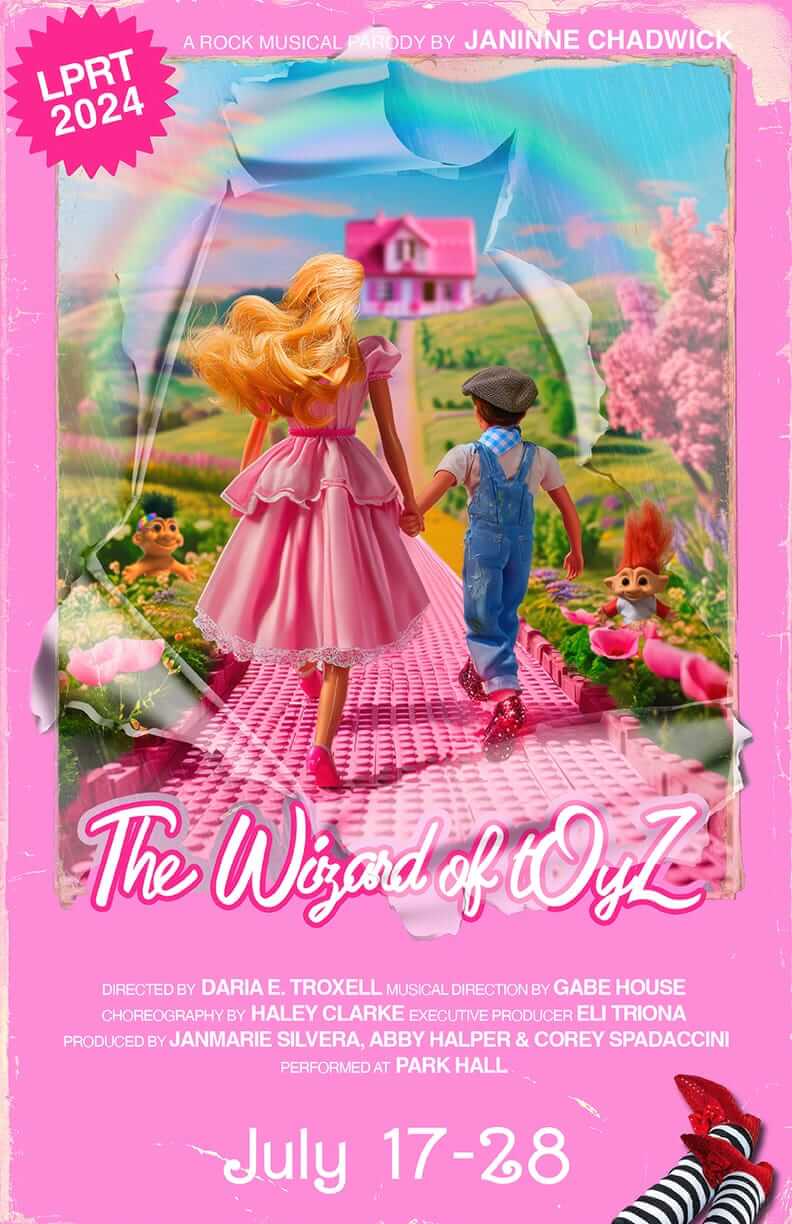 A ROCK MUSICAL PARODY BY JANINNE CHADWICK
LPRT
2024
The Wizard of tOyZ
DIRECTED BY DARIA E. TROXELL MUSICAL DIRECTION BY GABE HOUSE
CHOREOGRAPHY BY HALEY CLARKE EXECUTIVE PRODUCER ELI TRIONA
PRODUCED BY JANMARIE SILVERA, ABBY HALPER & COREY SPADACCINI
PERFORMED AT PARK HALL
July 17-28